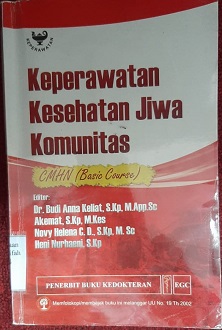 KEPERAWATAN
Keperawatan
Kesehatan Jiwa
Komunitas
CMHN (Basic Course)
Editor:
Dr. Budi Anna Keliat, S.Kp, M.App.Sc
Akemat, S.Kp, M.Kes
Novy Helena C. D., S.Kp, M. Sc
Heni Nurhaeni, S.Kp
PENERBIT BUKU KEDOKTERAN EGC
Memfotokopi/membajak buku ini melanggar UU No. 19 Th 2002